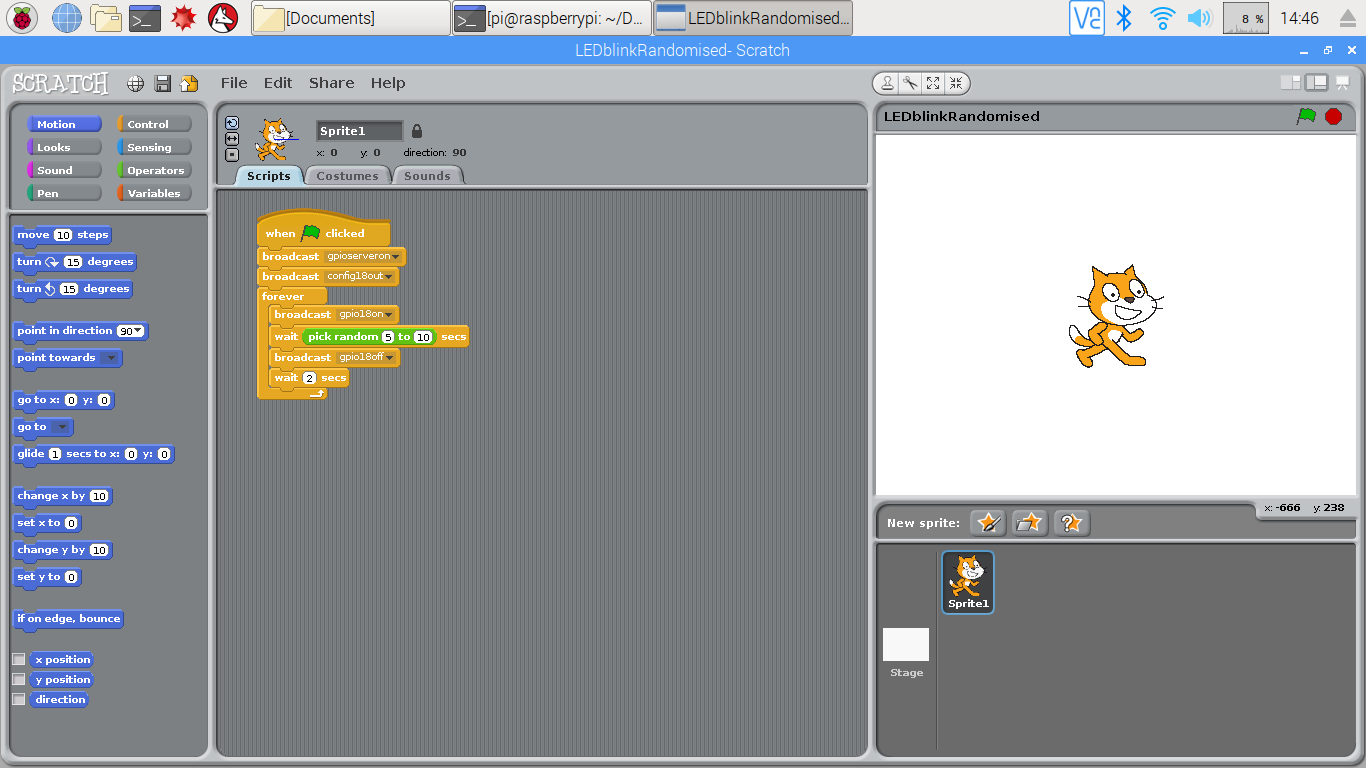 [Documents] [pi@raspberrypi: ~/D... LEDblinkRandomised... 8 % 14:46
LEDblinkRandomised- Scratch
SCRATCH File Edit Share Help
Motion Control
Looks Sensing
Sound Operators
Pen Variables
move 10 steps
turn 15 degrees
turn 15 degrees
point in direction 90
point towards
go to x: 0 y: 0
go to
glide 1 secs to x: 0 y: 0
change x by 10
set x to 0
change y by 10
set y to 0
if on edge, bounce
x position
y position
direction
Sprite1
x: 0 y: 0 direction: 90
Scripts Costumes Sounds
when clicked
broadcast gpioserveron
broadcast config18out
forever
broadcast gpio18on
wait pick random 5 to 10 secs
broadcast gpio18off
wait 2 secs
LEDblinkRandomised
x: -666 y: 238
New sprite:
Sprite1
Stage